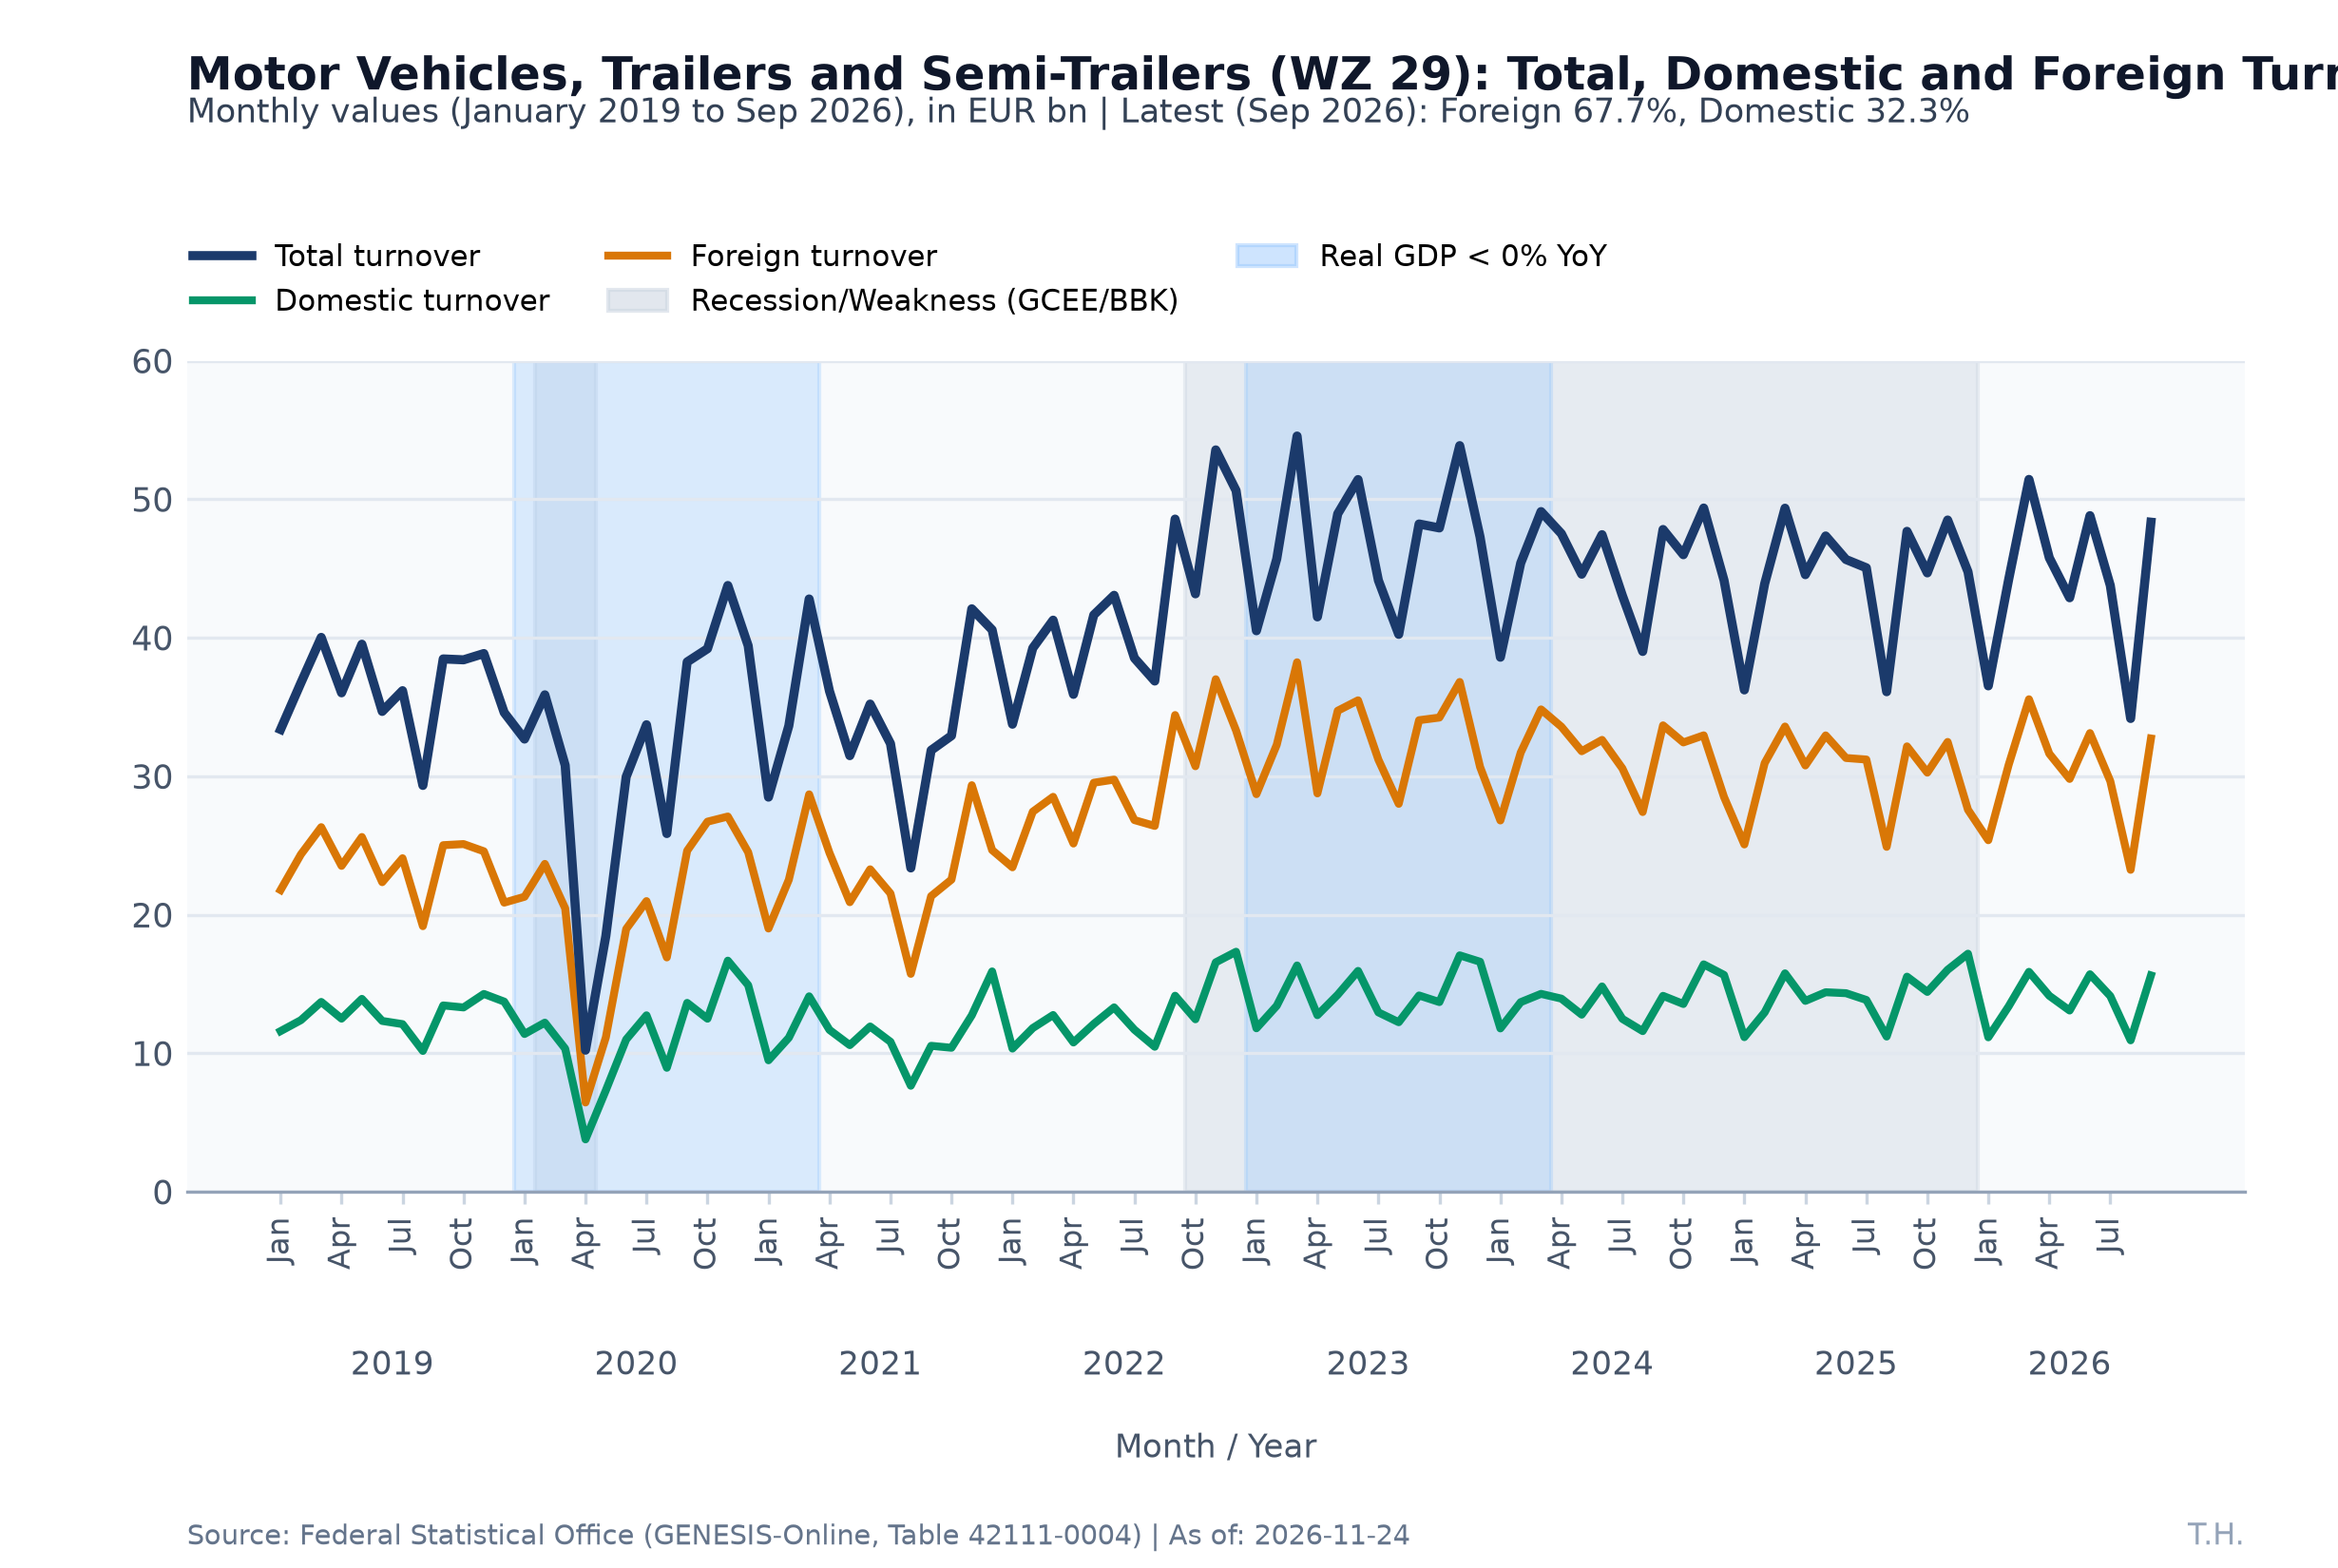 Motor Vehicles, Trailers and Semi-Trailers (WZ 29): Total, Domestic and Foreign
Monthly values (January 2019 to Sep 2026), in EUR bn | Latest (Sep 2026): Foreign 67.7%, Domestic 32.3%
Total turnover
Foreign turnover
Real GDP < 0% YoY
Domestic turnover
Recession/Weakness (GCEE/BBK)
60
50
40
30
20
10
0
Jan Apr Jul Oct Jan Apr Jul Oct Jan Apr Jul Oct Jan Apr Jul Oct Jan Apr Jul Oct Jan Apr Jul Oct Jan Apr Jul Oct Jan Apr Jul
2019 2020 2021 2022 2023 2024 2025 2026
Month / Year
Source: Federal Statistical Office (GENESIS-Online, Table 42111-0004) | As of: 2026-11-24
T.H.